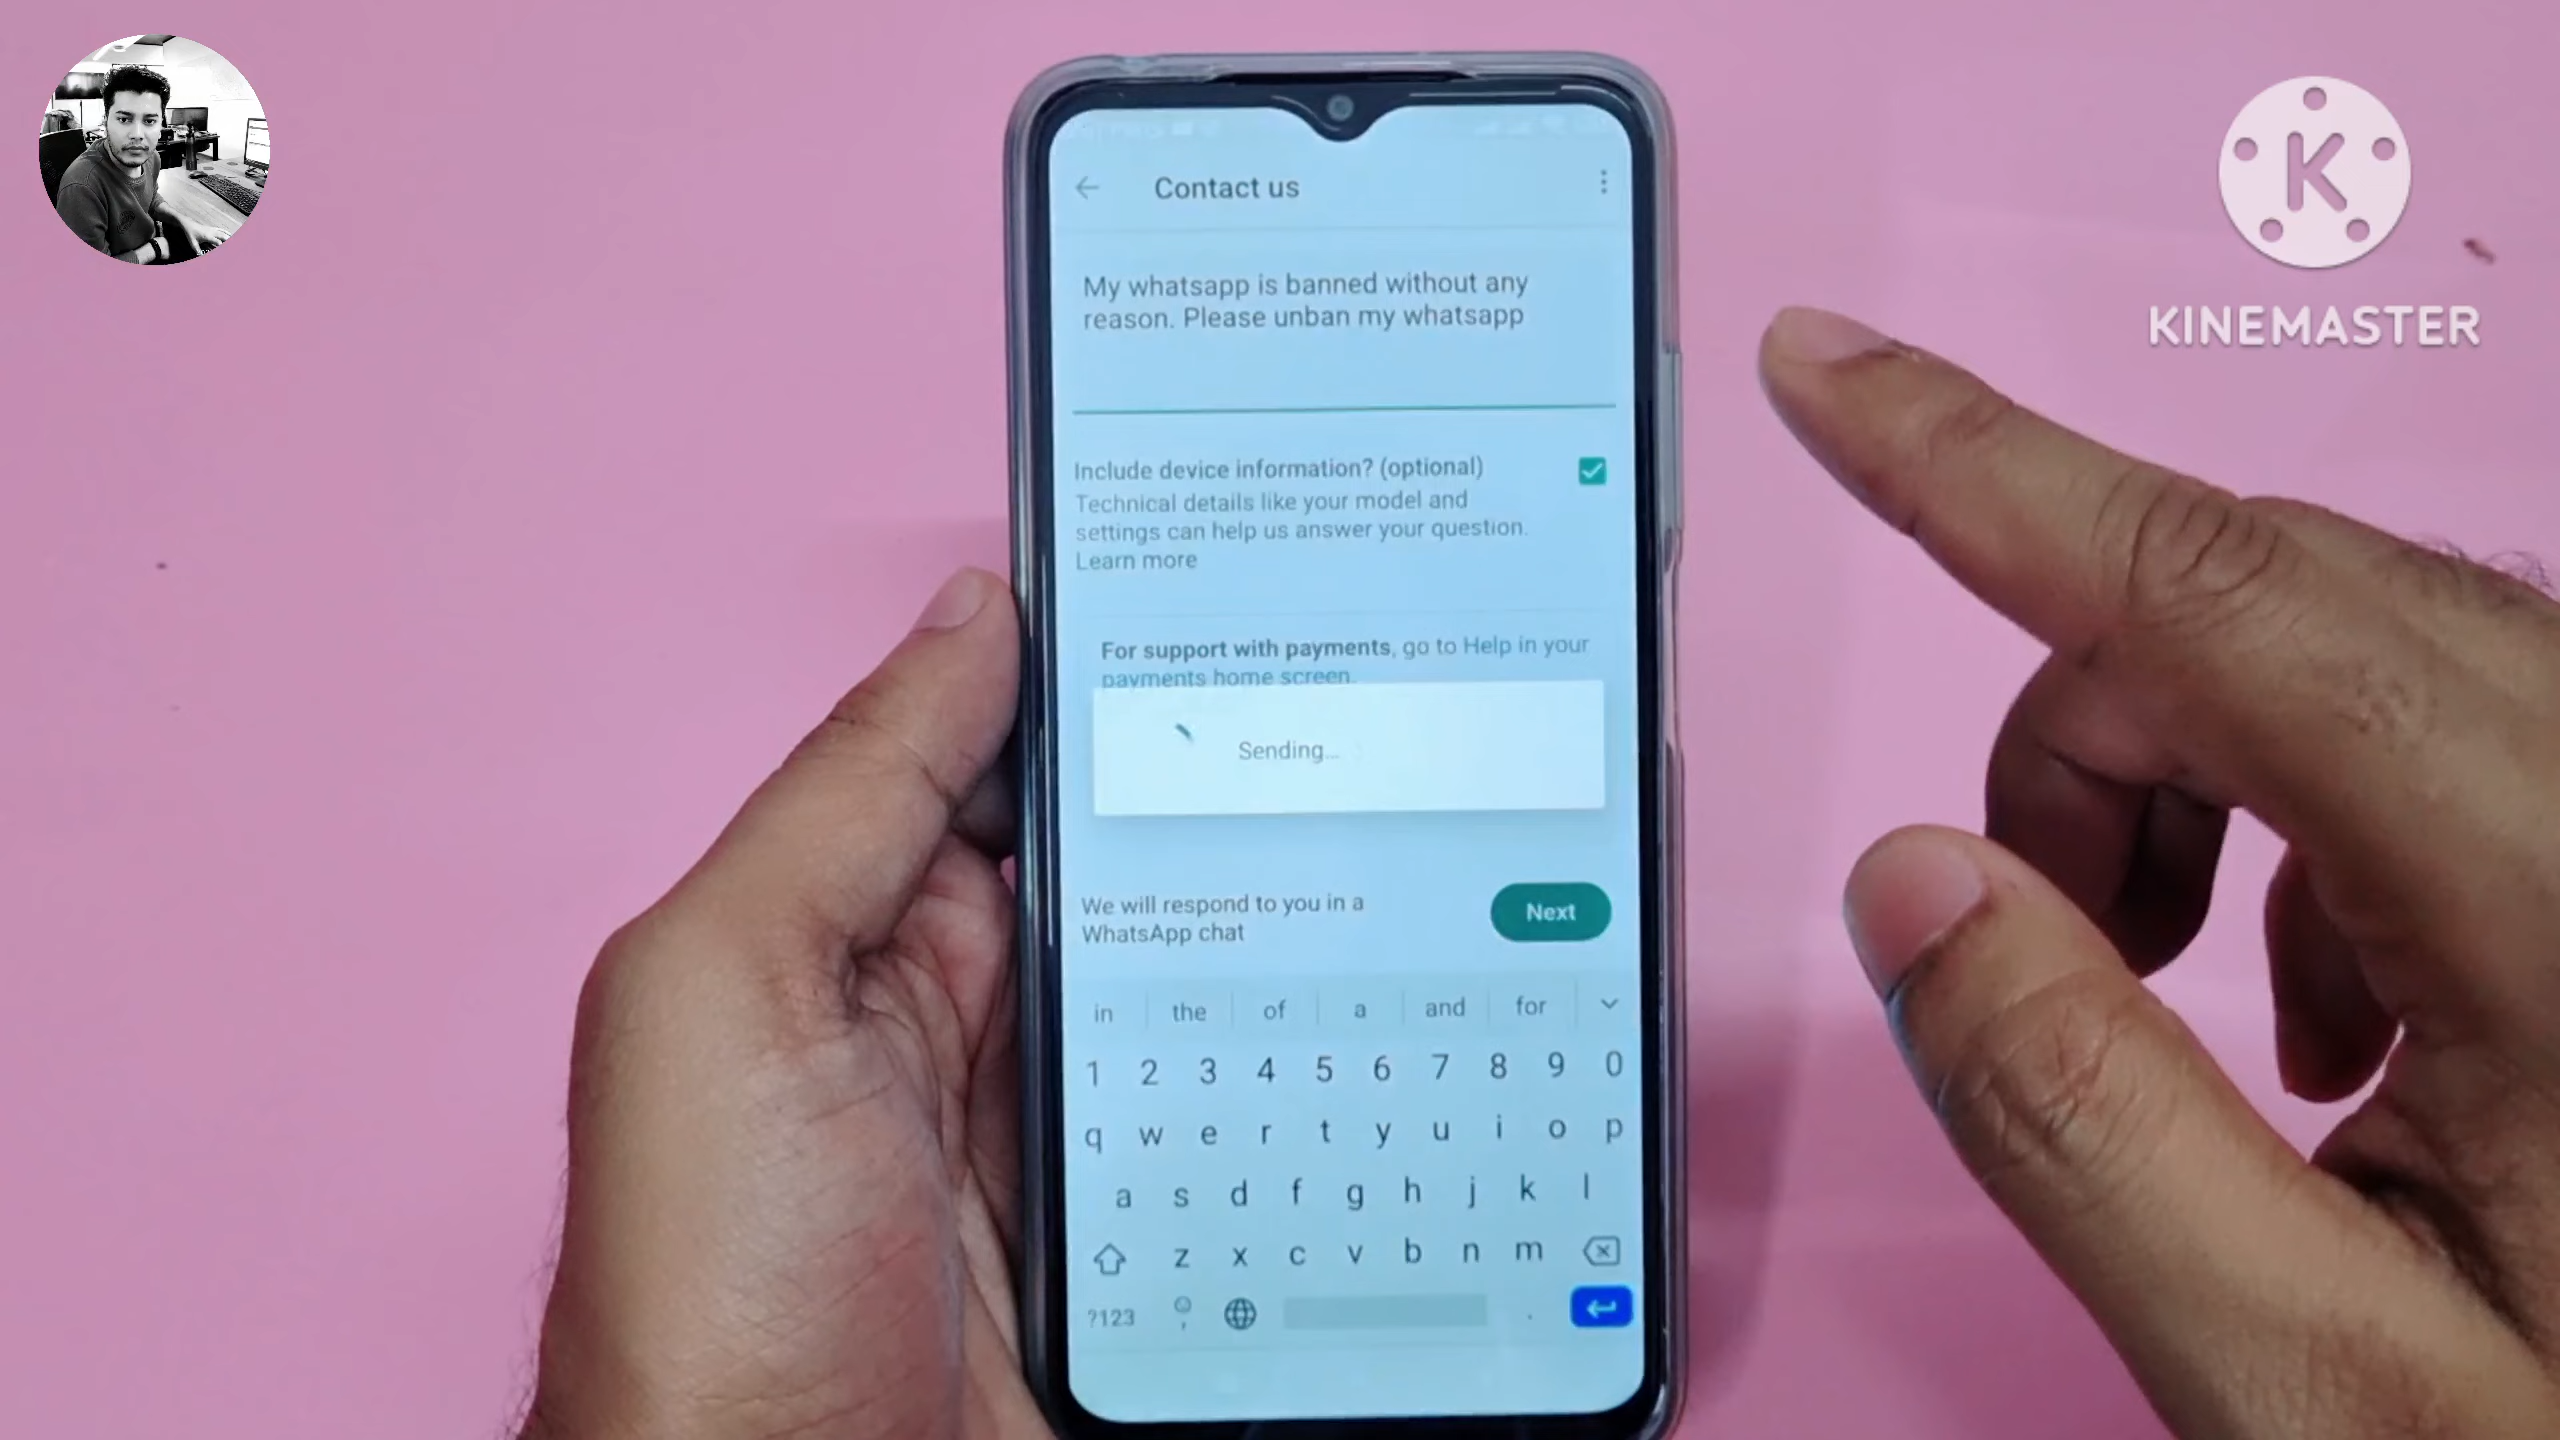 Contact us
K
KINEMASTER
My whatsapp is banned without any
reason. Please unban my whatsapp
Include device information? (optional)
Technical details like your model and
settings can help us answer your question.
Learn more
For support with payments, go to Help in your
payments home screen.
Sending...
We will respond to you in a
WhatsApp chat
Next
in the of a and for
1 2 3 4 5 6 7 8 9 0
q w e r t y u i o p
a s d f g h j k l
z x c v b n m
?123 , .